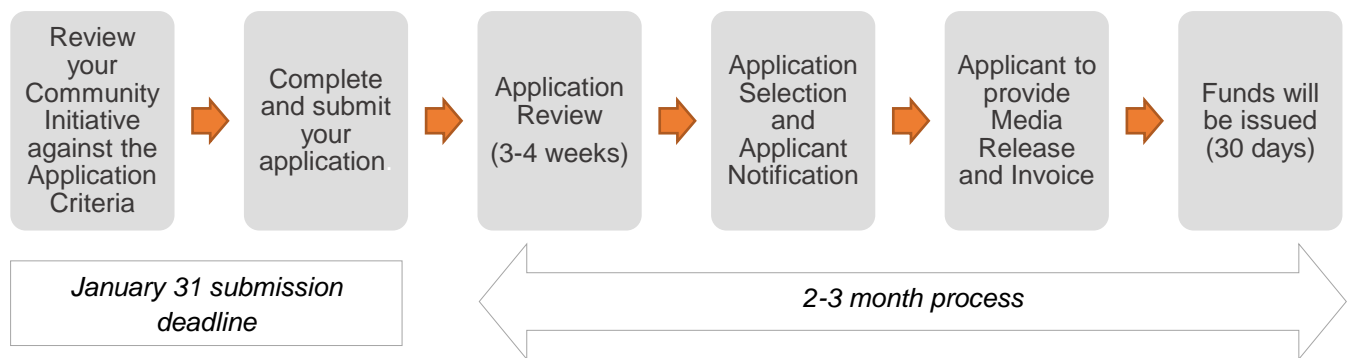 Review
your
Community
Initiative
against the
Application
Criteria
Complete
and submit
your
application.
Application
Review
(3-4 weeks)
Application
Selection
and
Applicant
Notification
Applicant to
provide
Media
Release
and Invoice
Funds will
be issued
(30 days)
January 31 submission
deadline
2-3 month process